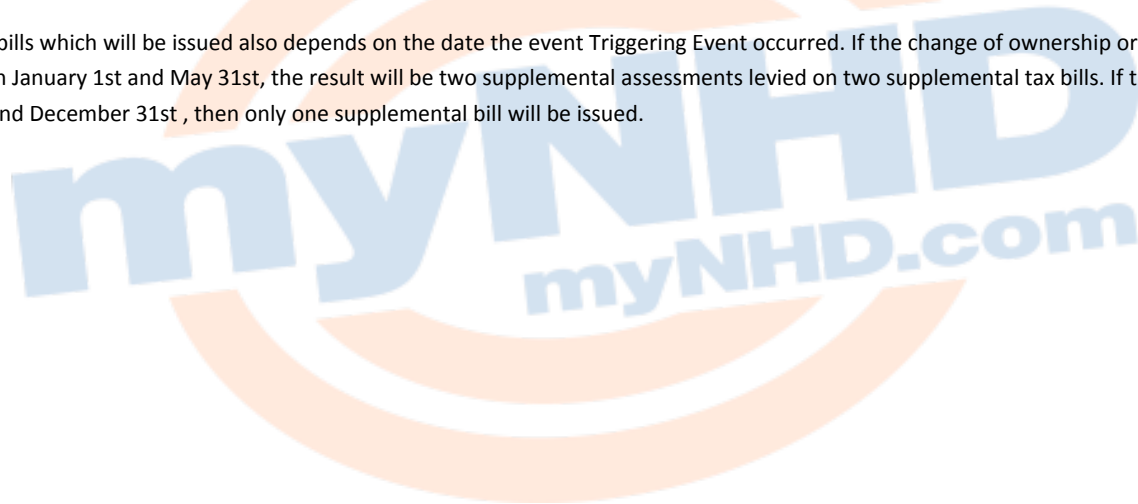 bills which will be issued also depends on the date the event Triggering Event occurred. If the change of ownership or
January 1st and May 31st, the result will be two supplemental assessments levied on two supplemental tax bills. If
nd December 31st , then only one supplemental bill will be issued.
myNHD
myNHD.com